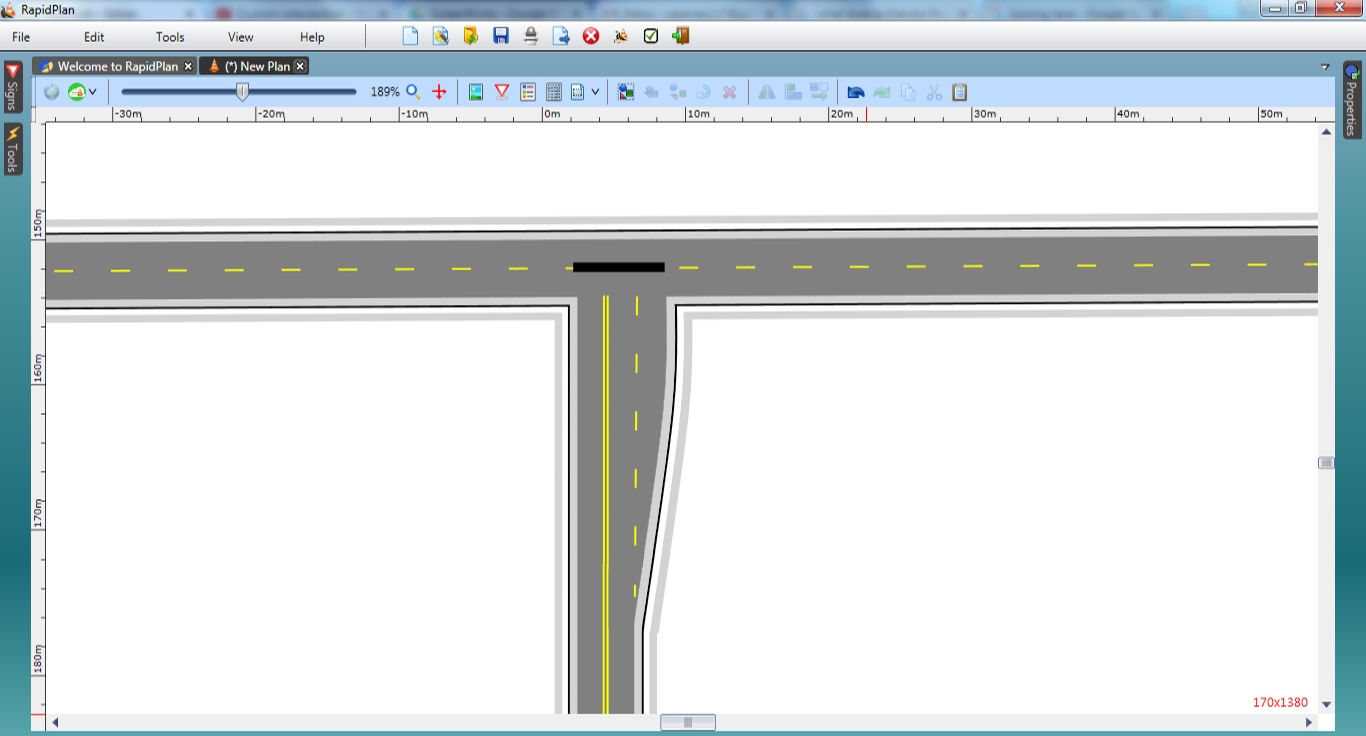 RapidPlan
File Edit Tools View Help
Welcome to RapidPlan (*) New Plan
189%
-30m -20m -10m 0m 10m 20m 30m 40m 50m
Signs
Tools
Properties
150m
160m
170m
180m
170x1380